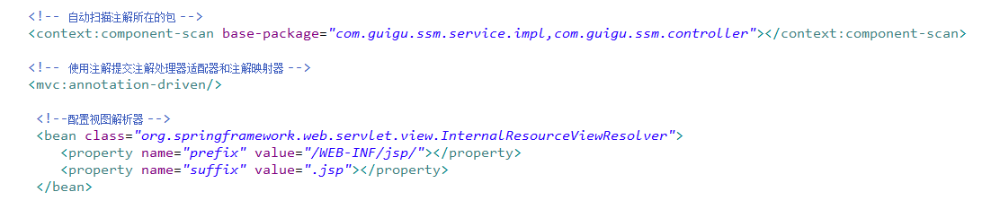 <!-- 自动扫描注解所在的包 -->
<context:component-scan base-package="com.guigu.ssm.service.impl,com.guigu.ssm.controller"></context:component-scan>
<!-- 使用注解提交注解处理器适配器和注解映射器 -->
<mvc:annotation-driven/>
<!--配置视图解析器 -->
<bean class="org.springframework.web.servlet.view.InternalResourceViewResolver">
<property name="prefix" value="/WEB-INF/jsp/"></property>
<property name="suffix" value=".jsp"></property>
</bean>